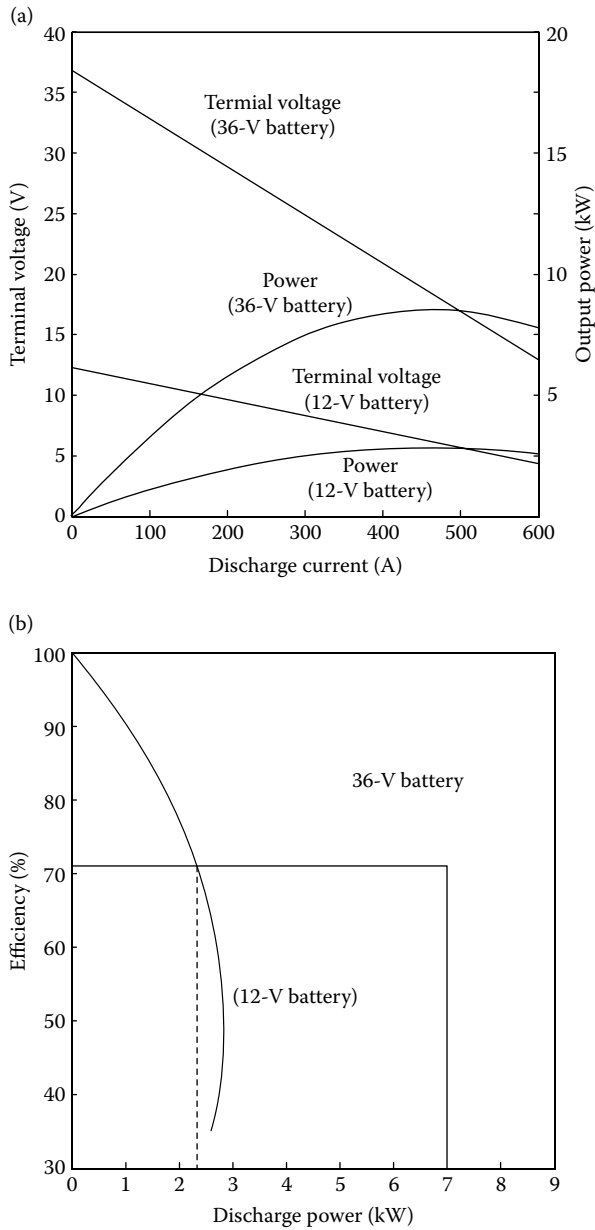 (a)
40
35
30
25
20
15
10
5
0
Terminal voltage (V)
Termial voltage
(36-V battery)
Power
(36-V battery)
Terminal voltage
(12-V battery)
Power
(12-V battery)
20
15
10
5
Output power (kW)
0 100 200 300 400 500 600
Discharge current (A)
(b)
100
90
80
70
60
50
40
30
Efficiency (%)
36-V battery
(12-V battery)
0 1 2 3 4 5 6 7 8 9
Discharge power (kW)